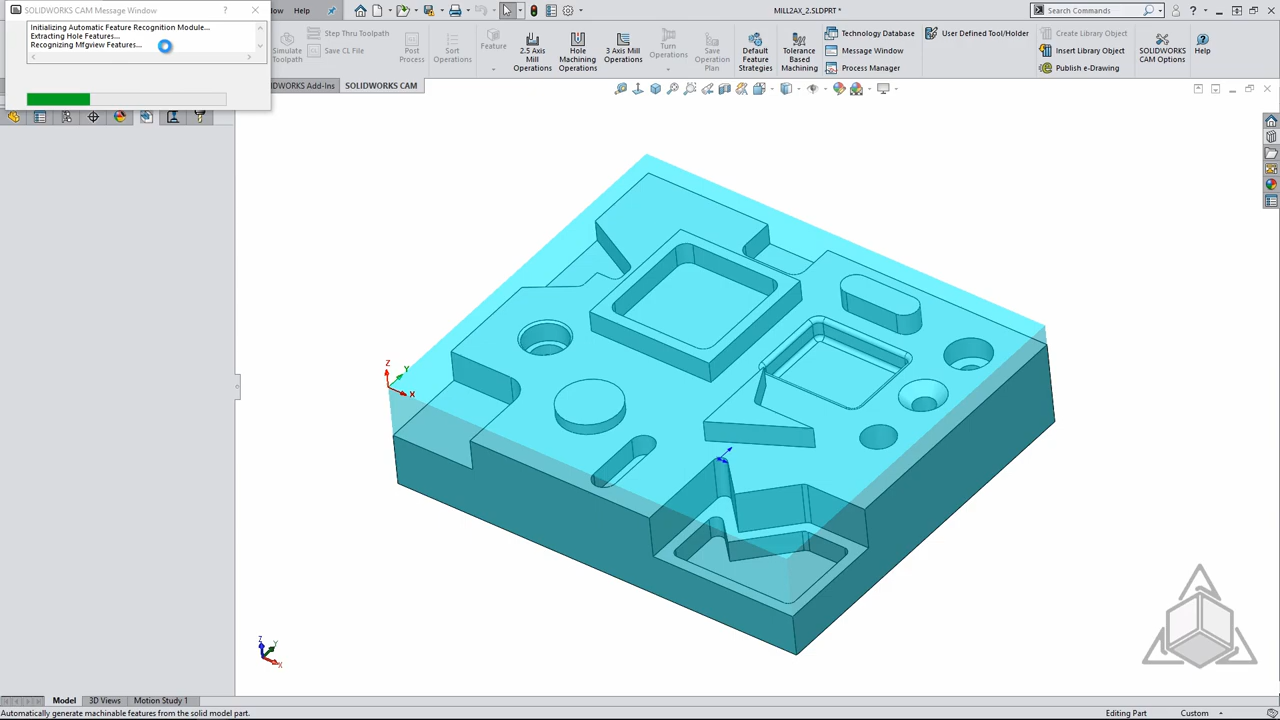 SOLIDWORKS CAM Message Window
Initializing Automatic Feature Recognition Module...
Extracting Hole Features...
Recognizing Mfgview Features...
dow
Help
MILL2AX_2.SLDPRT *
Search Commands
Simulate
Toolpath
Step Thru Toolpath
Save CL File
Post
Process
Sort
Operations
Feature
2.5 Axis
Mill
Operations
Hole
Machining
Operations
3 Axis Mill
Operations
Turn
Operations
Save
Operation
Plan
Default
Feature
Strategies
Tolerance
Based
Machining
Technology Database
Message Window
Process Manager
User Defined Tool/Holder
Create Library Object
Insert Library Object
Publish e-Drawing
SOLIDWORKS
CAM Options
Help
IDWORKS Add-Ins
SOLIDWORKS CAM
Z
Y
X
Z
Y
X
Model
3D Views
Motion Study 1
Automatically generate machinable features from the solid model part.
Editing Part
Custom